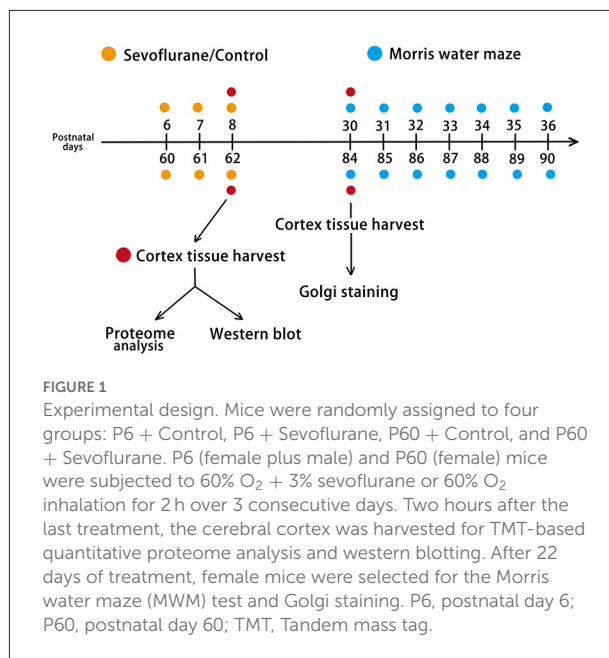 Sevoflurane/Control Morris water maze
6 7 8 30 31 32 33 34 35 36
Postnatal
days
60 61 62 84 85 86 87 88 89 90
Cortex tissue harvest
Cortex tissue harvest
Golgi staining
Proteome
analysis
Western blot
FIGURE 1
Experimental design. Mice were randomly assigned to four
groups: P6 + Control, P6 + Sevoflurane, P60 + Control, and P60
+ Sevoflurane. P6 (female plus male) and P60 (female) mice
were subjected to 60% O₂ + 3% sevoflurane or 60% O₂
inhalation for 2 h over 3 consecutive days. Two hours after the
last treatment, the cerebral cortex was harvested for TMT-based
quantitative proteome analysis and western blotting. After 22
days of treatment, female mice were selected for the Morris
water maze (MWM) test and Golgi staining. P6, postnatal day 6;
P60, postnatal day 60; TMT, Tandem mass tag.